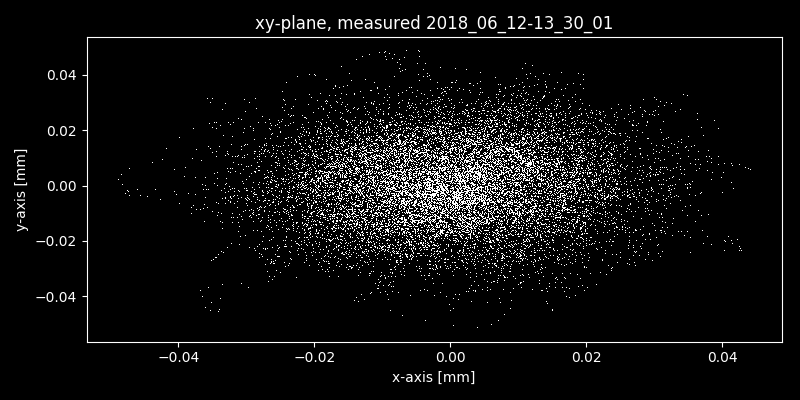 xy-plane, measured 2018_06_12-13_30_01
0.04
0.02
0.00
−0.02
−0.04
y-axis [mm]
−0.04 −0.02 0.00 0.02 0.04
x-axis [mm]